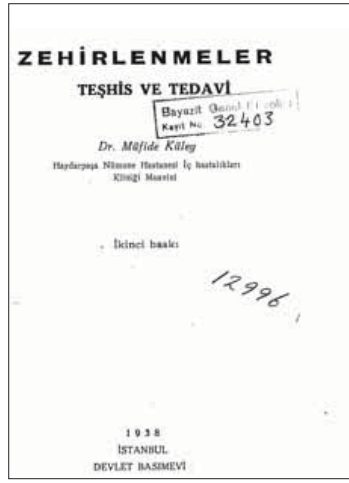 ZEHİRLENMELER
TEŞHİS VE TEDAVİ
Bayazit
Kayıt No 32403
Dr. Müfide Küley
Haydarpaşa Nümune Hastanesi İç hastalıkları
Kliniği Muavini
İkinci baskı
12996
1938
İSTANBUL
DEVLET BASIMEVİ